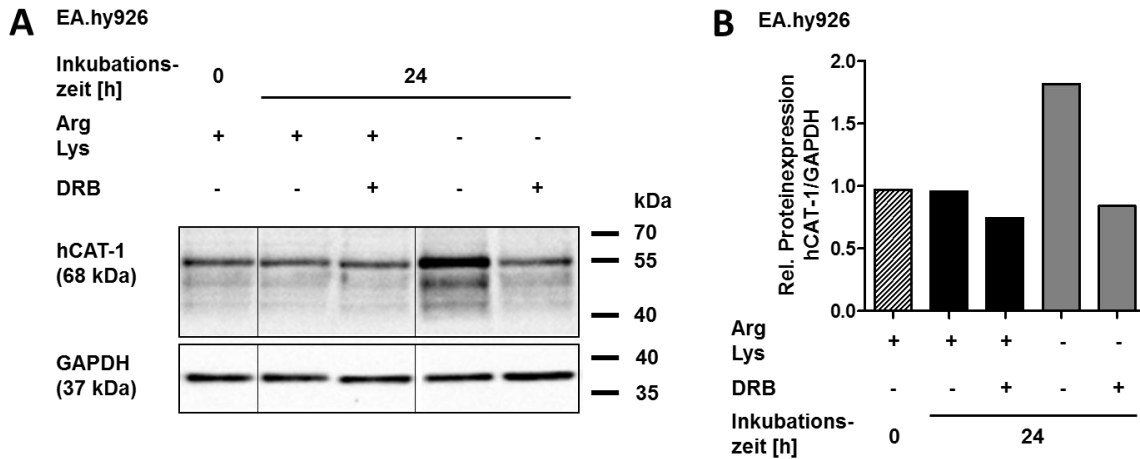 A EA.hy926
Inkubations-
zeit [h]
0 24
Arg
Lys
+ + + - -
DRB
- - + - +
kDa
hCAT-1
(68 kDa)
70
55
40
GAPDH
(37 kDa)
40
35
B EA.hy926
Rel. Proteinexpression
hCAT-1/GAPDH
2.0
1.5
1.0
0.5
0.0
Arg
Lys
+ + + - -
DRB
- - + - +
Inkubations-
zeit [h]
0 24